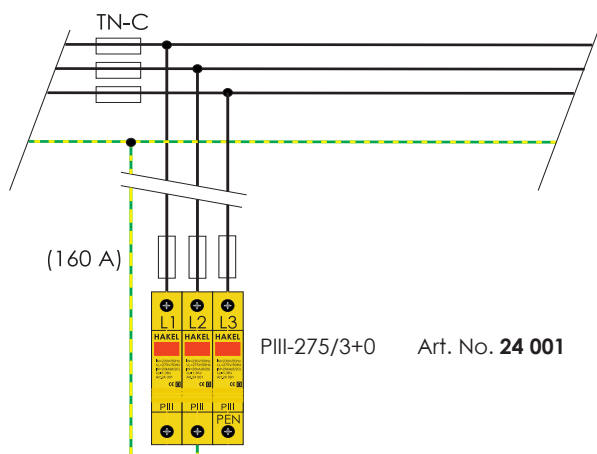 TN-C
(160 A)
L1 L2 L3
HAKEL HAKEL HAKEL
PIII-275/3+0 Art. No. 24 001
PIII PIII PIII
PEN